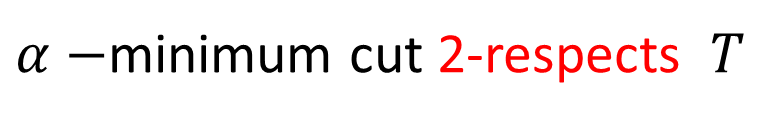 α −minimum cut 2-respects T